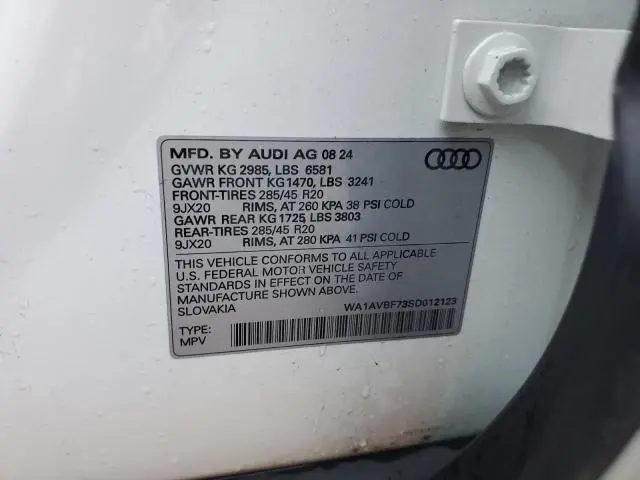 MFD. BY AUDI AG 08 24
GVWR KG 2985, LBS 6581
GAWR FRONT KG1470, LBS 3241
FRONT-TIRES 285/45 R20
9JX20 RIMS, AT 260 KPA 38 PSI COLD
GAWR REAR KG 1725, LBS 3803
REAR-TIRES 285/45 R20
9JX20 RIMS, AT 280 KPA 41 PSI COLD
THIS VEHICLE CONFORMS TO ALL APPLICABLE
U.S. FEDERAL MOTOR VEHICLE SAFETY
STANDARDS IN EFFECT ON THE DATE OF
MANUFACTURE SHOWN ABOVE.
SLOVAKIA WA1AVBF73SD012123
TYPE:
MPV